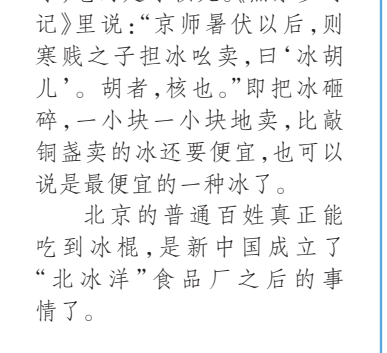 记》里说：“京师暑伏以后，则
寒贱之子担冰吆卖，曰‘冰胡
儿’。胡者，核也。”即把冰砸
碎，一小块一小块地卖，比敲
铜盏卖的冰还要便宜，也可以
说是最便宜的一种冰了。
北京的普通百姓真正能
吃到冰棍，是新中国成立了
“北冰洋”食品厂之后的事
情了。